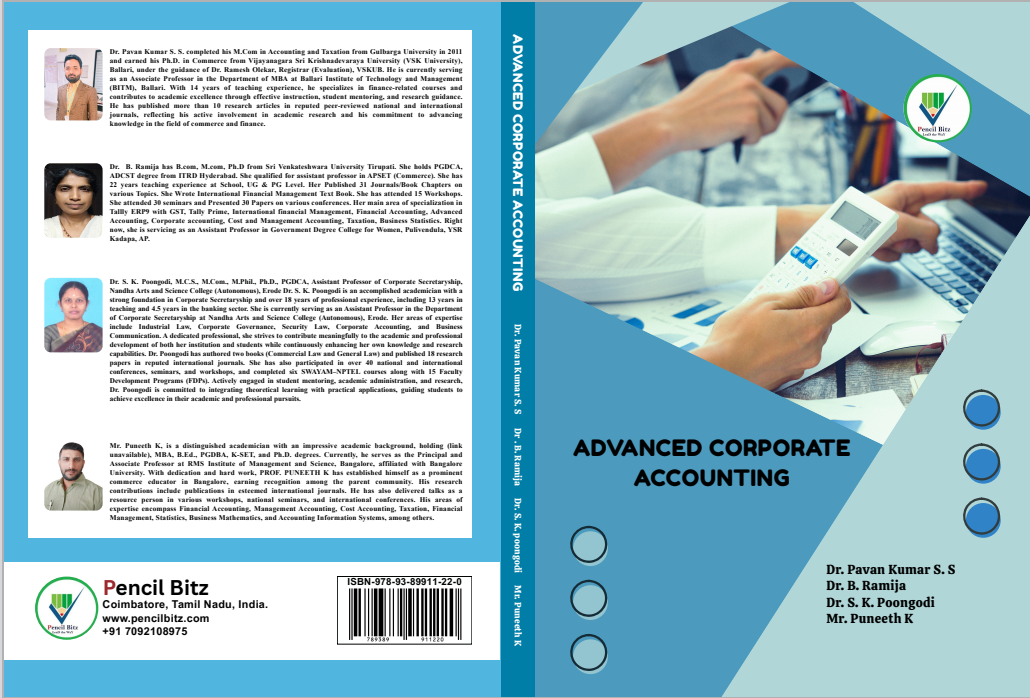 Dr. Pavan Kumar S. S. completed his M.Com in Accounting and Taxation from Gulbarga University in 2011
and earned his Ph.D. in Commerce from Vijayanagara Sri Krishnadevaraya University (VSK University),
Ballari, under the guidance of Dr. Ramesh Olekar, Registrar (Evaluation), VSKUB. He is currently serving
as an Associate Professor in the Department of MBA at Ballari Institute of Technology and Management
(BITM), Ballari. With 14 years of teaching experience, he specializes in finance-related courses and
contributes to academic excellence through effective instruction, student mentoring, and research guidance.
He has published more than 10 research articles in reputed peer-reviewed national and international
journals, reflecting his active involvement in academic research and his commitment to advancing
knowledge in the field of commerce and finance.
Dr. B. Ramija has B.com, M.com, Ph.D from Sri Venkateshwara University Tirupati. She holds PGDCA,
ADCST degree from ITRD Hyderabad. She qualified for assistant professor in APSET (Commerce). She has
22 years teaching experience at School, UG & PG Level. Her Published 31 Journals/Book Chapters on
various Topics. She Wrote International Financial Management Text Book. She has attended 15 Workshops.
She attended 30 seminars and Presented 30 Papers on various conferences. Her main area of specialization in
Tallly ERP9 with GST, Tally Prime, International financial Management, Financial Accounting, Advanced
Accounting, Corporate accounting, Cost and Management Accounting, Taxation, Business Statistics. Right
now, she is servicing as an Assistant Professor in Government Degree College for Women, Pulivendula, YSR
Kadapa, AP.
Dr. S. K. Poongodi, M.C.S., M.Com., M.Phil., Ph.D., PGDCA, Assistant Professor of Corporate Secretaryship,
Nandha Arts and Science College (Autonomous), Erode Dr. S. K. Poongodi is an accomplished academician with a
strong foundation in Corporate Secretaryship and over 18 years of professional experience, including 13 years in
teaching and 4.5 years in the banking sector. She is currently serving as an Assistant Professor in the Department
of Corporate Secretaryship at Nandha Arts and Science College (Autonomous), Erode. Her areas of expertise
include Industrial Law, Corporate Governance, Security Law, Corporate Accounting, and Business
Communication. A dedicated professional, she strives to contribute meaningfully to the academic and professional
development of both her institution and students while continuously enhancing her own knowledge and research
capabilities. Dr. Poongodi has authored two books (Commercial Law and General Law) and published 18 research
papers in reputed international journals. She has also participated in over 40 national and international
conferences, seminars, and workshops, and completed six SWAYAM–NPTEL courses along with 15 Faculty
Development Programs (FDPs). Actively engaged in student mentoring, academic administration, and research,
Dr. Poongodi is committed to integrating theoretical learning with practical applications, guiding students to
achieve excellence in their academic and professional pursuits.
Mr. Puneeth K, is a distinguished academician with an impressive academic background, holding (link
unavailable), MBA, B.Ed., PGDBA, K-SET, and Ph.D. degrees. Currently, he serves as the Principal and
Associate Professor at RMS Institute of Management and Science, Bangalore, affiliated with Bangalore
University. With dedication and hard work, PROF. PUNEETH K has established himself as a prominent
commerce educator in Bangalore, earning recognition among the parent community. His research
contributions include publications in esteemed international journals. He has also delivered talks as a
resource person in various workshops, national seminars, and international conferences. His areas of
expertise encompass Financial Accounting, Management Accounting, Cost Accounting, Taxation, Financial
Management, Statistics, Business Mathematics, and Accounting Information Systems, among others.
Pencil Bitz
Pencil Bitz
Coimbatore, Tamil Nadu, India.
www.pencilbitz.com
+91 7092108975
ISBN-978-93-89911-22-0
789389 911220
ADVANCED CORPORATE ACCOUNTING Dr. Pavan Kumar S. S Dr . B. Ramija Dr. S. K. poongodi Mr. Puneeth K
Pencil Bitz
ADVANCED CORPORATE
ACCOUNTING
Dr. Pavan Kumar S. S
Dr. B. Ramija
Dr. S. K. Poongodi
Mr. Puneeth K